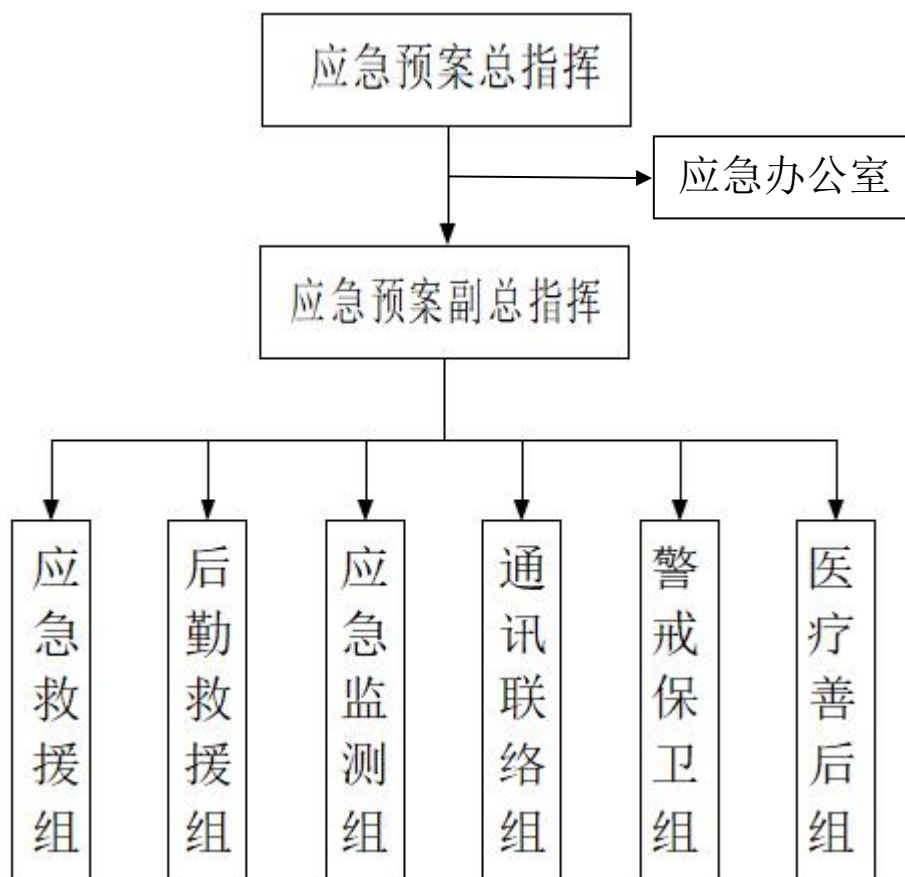 应急预案总指挥
应急办公室
应急预案副总指挥
应急救援组
后勤救援组
应急监测组
通讯联络组
警戒保卫组
医疗善后组